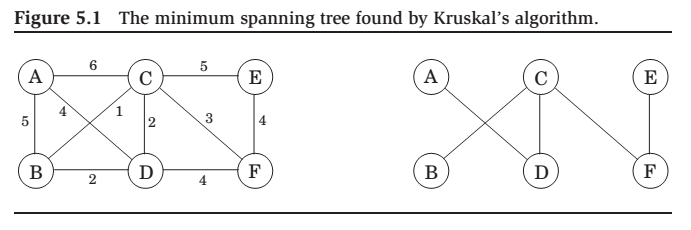 Figure 5.1 The minimum spanning tree found by Kruskal's algorithm.
A 6 C 5 E
5 4 1 2 3 4
B 2 D 4 F
A C E
B D F